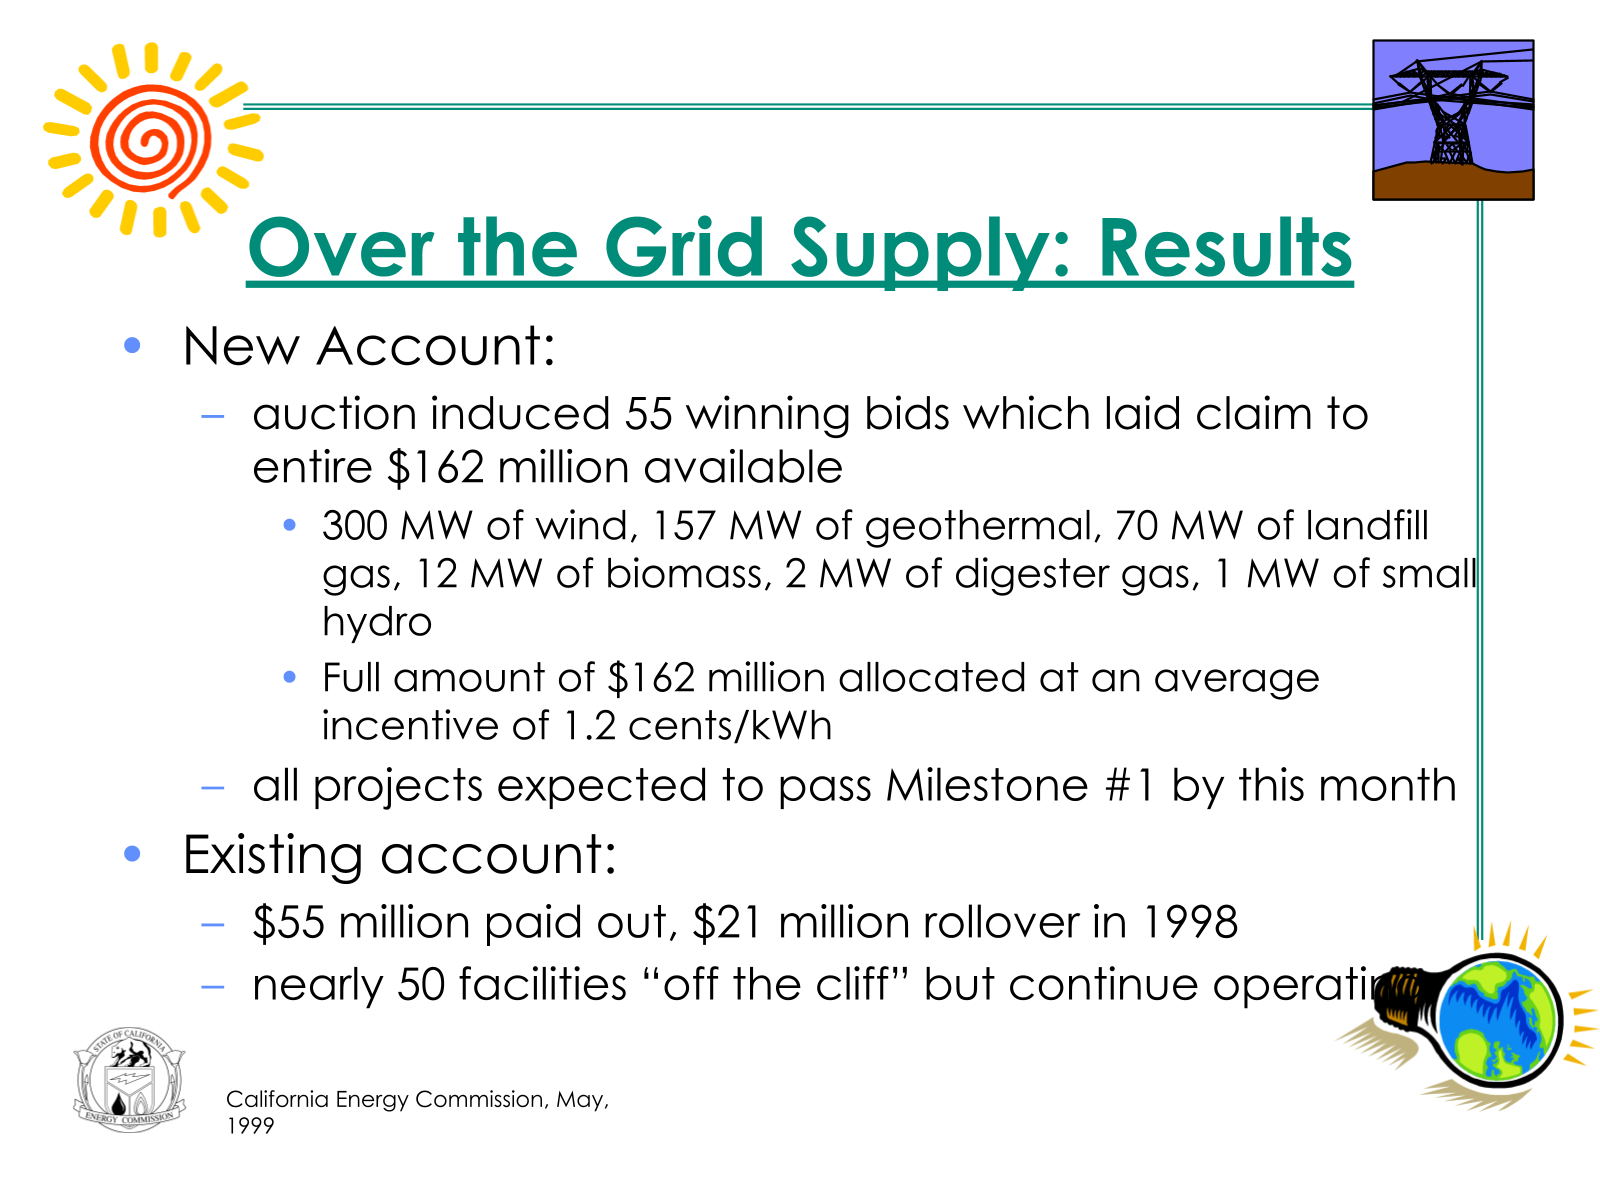 Over the Grid Supply: Results
• New Account:
– auction induced 55 winning bids which laid claim to
entire $162 million available
• 300 MW of wind, 157 MW of geothermal, 70 MW of landfill
gas, 12 MW of biomass, 2 MW of digester gas, 1 MW of small
hydro
• Full amount of $162 million allocated at an average
incentive of 1.2 cents/kWh
– all projects expected to pass Milestone #1 by this month
• Existing account:
– $55 million paid out, $21 million rollover in 1998
– nearly 50 facilities “off the cliff” but continue
STATE OF CALIFORNIA
ENERGY COMMISSION
California Energy Commission, May,
1999